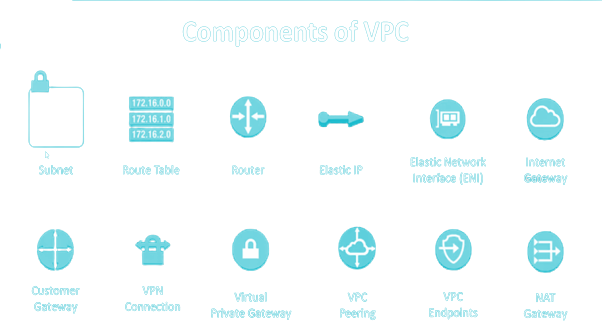 Components of VPC
172.16.0.0
172.16.1.0
172.16.2.0
Subnet
Route Table
Router
Elastic IP
Elastic Network
Interface (ENI)
Internet
Gateway
Customer
Gateway
VPN
Connection
Virtual
Private Gateway
VPC
Peering
VPC
Endpoints
NAT
Gateway